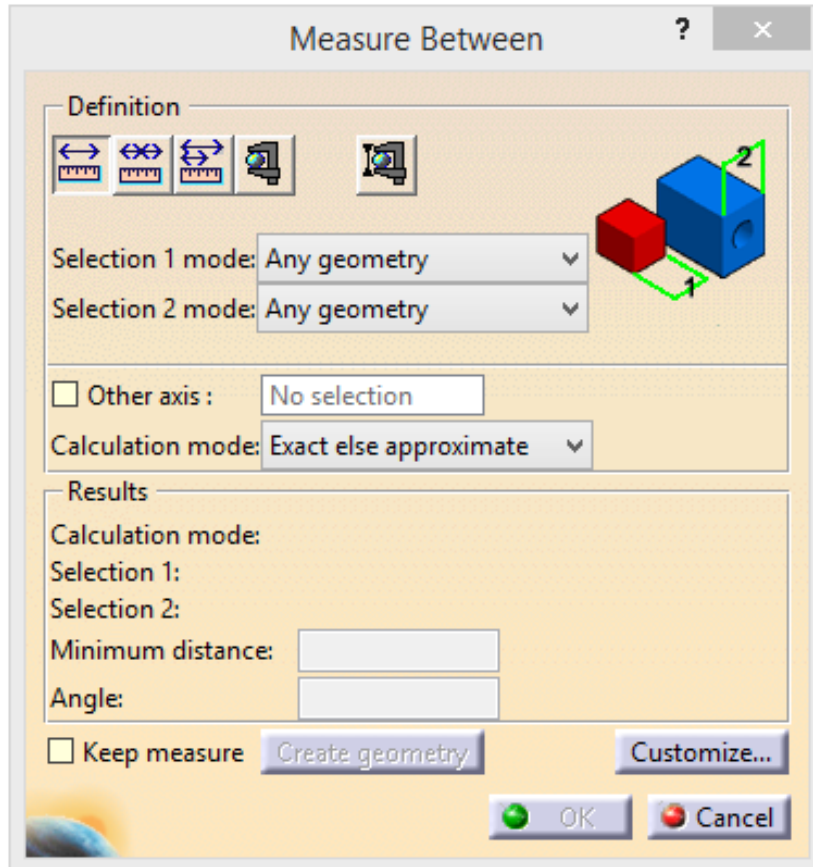 Measure Between ?
Definition
2
1
Selection 1 mode: Any geometry
Selection 2 mode: Any geometry
Other axis : No selection
Calculation mode: Exact else approximate
Results
Calculation mode:
Selection 1:
Selection 2:
Minimum distance:
Angle:
Keep measure Create geometry Customize...
OK Cancel